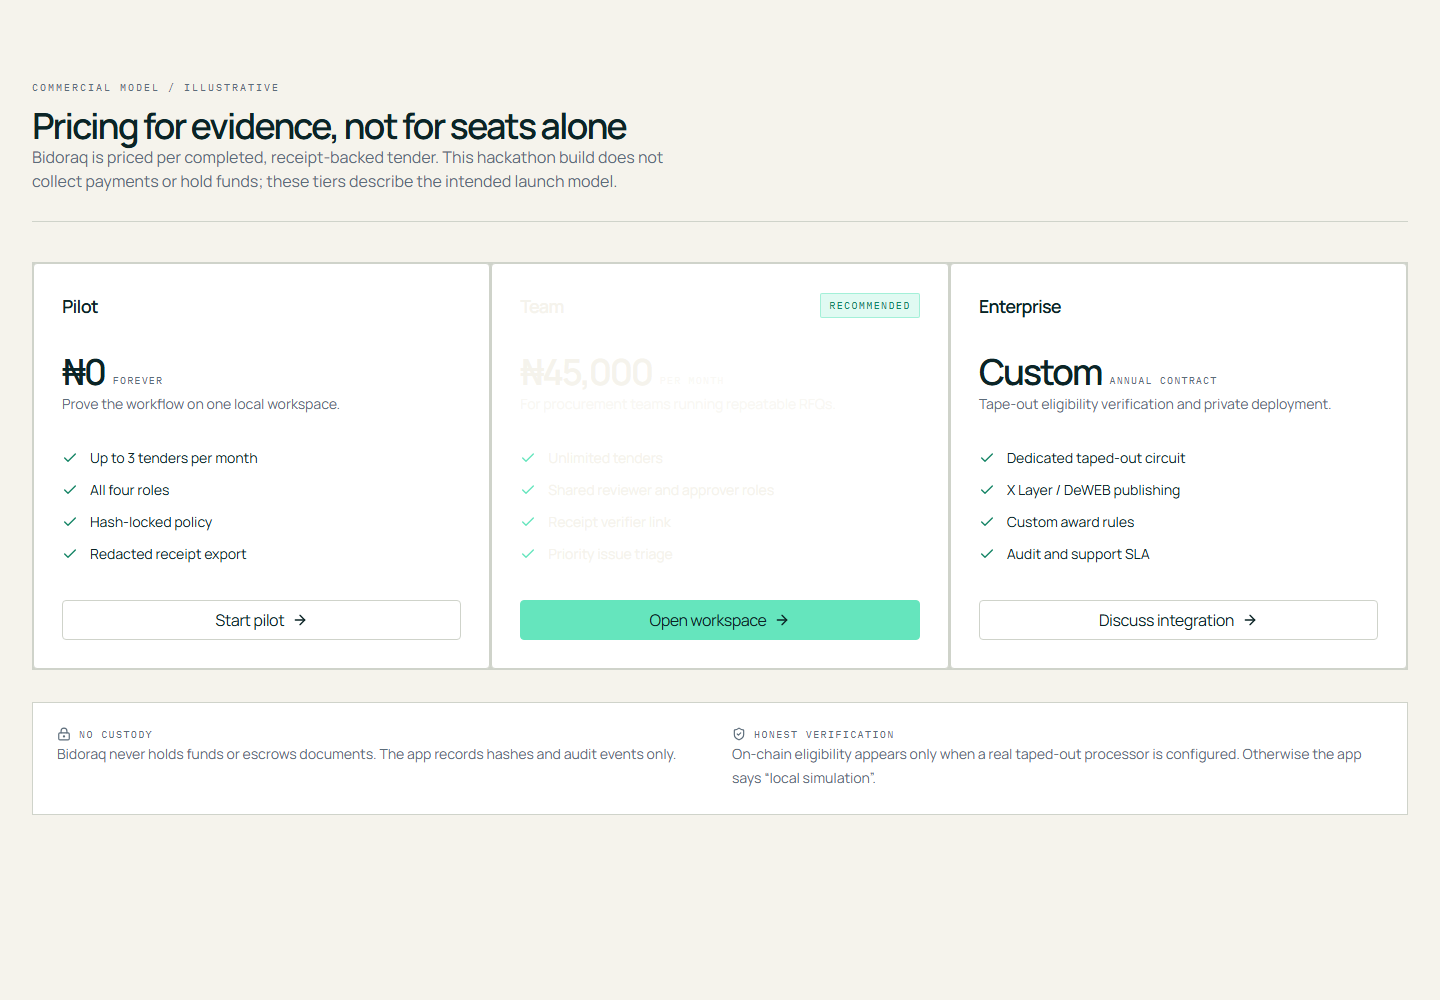 COMMERCIAL MODEL / ILLUSTRATIVE
Pricing for evidence, not for seats alone
Bidoraq is priced per completed, receipt-backed tender. This hackathon build does not
collect payments or hold funds; these tiers describe the intended launch model.
Pilot
₦0 FOREVER
Prove the workflow on one local workspace.
Up to 3 tenders per month
All four roles
Hash-locked policy
Redacted receipt export
Start pilot
Team
RECOMMENDED
₦45,000 PER MONTH
For procurement teams running repeatable RFOs
Unlimited tenders
Shared reviewer and approver roles
Receipt verifier link
Priority issue triage
Open workspace
Enterprise
Custom ANNUAL CONTRACT
Tape-out eligibility verification and private deployment.
Dedicated taped-out circuit
X Layer / DeWEB publishing
Custom award rules
Audit and support SLA
Discuss integration
NO CUSTODY
Bidoraq never holds funds or escrows documents. The app records hashes and audit events only.
HONEST VERIFICATION
On-chain eligibility appears only when a real taped-out processor is configured. Otherwise the app
says “local simulation”.